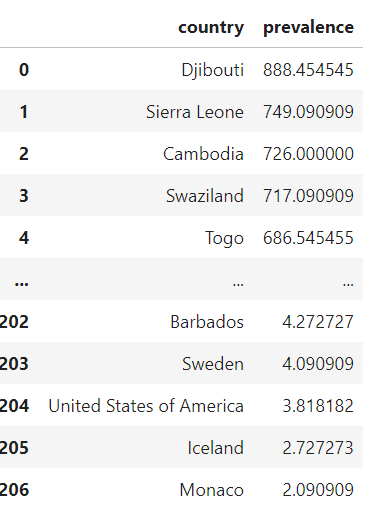 country prevalence
0 Djibouti 888.454545
1 Sierra Leone 749.090909
2 Cambodia 726.000000
3 Swaziland 717.090909
4 Togo 686.545455
... ... ...
202 Barbados 4.272727
203 Sweden 4.090909
204 United States of America 3.818182
205 Iceland 2.727273
206 Monaco 2.090909